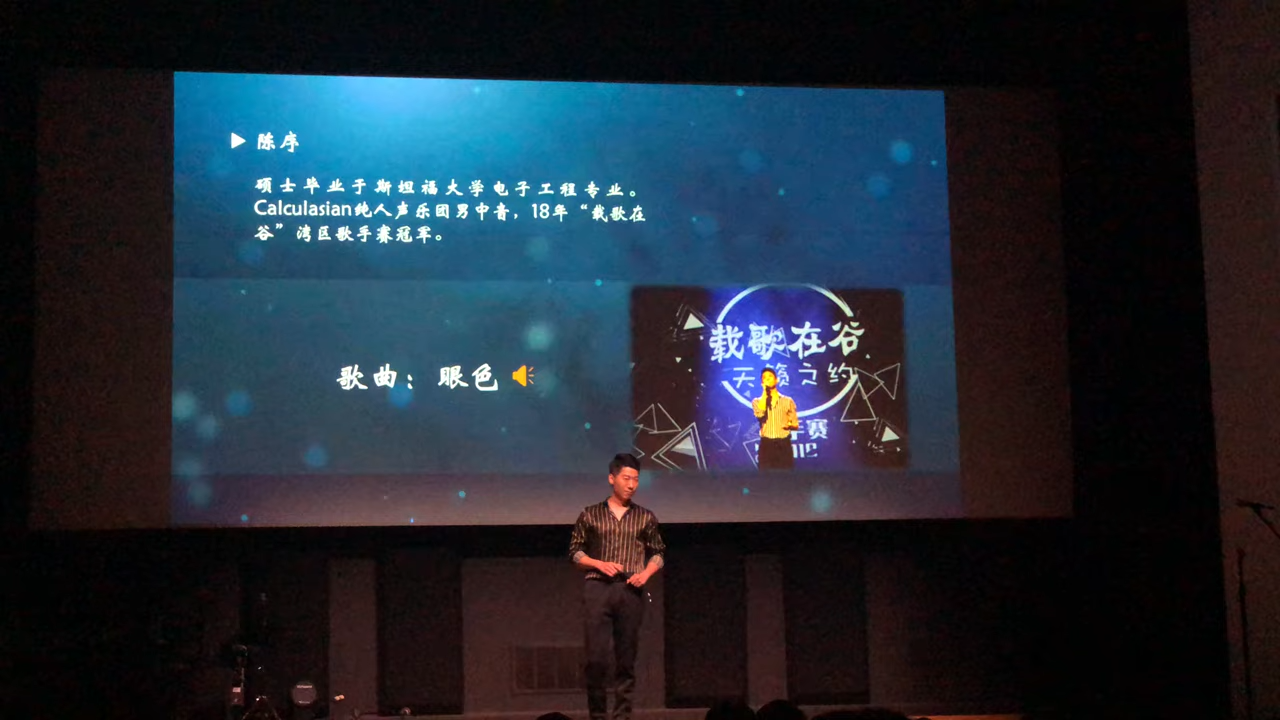 陈序
硕士毕业于斯坦福大学电子工程专业。
Calculasian纯人声乐团男中音，18年“载歌在
谷”湾区歌手赛冠军。
歌曲：眼色
载歌在谷
天籁之约